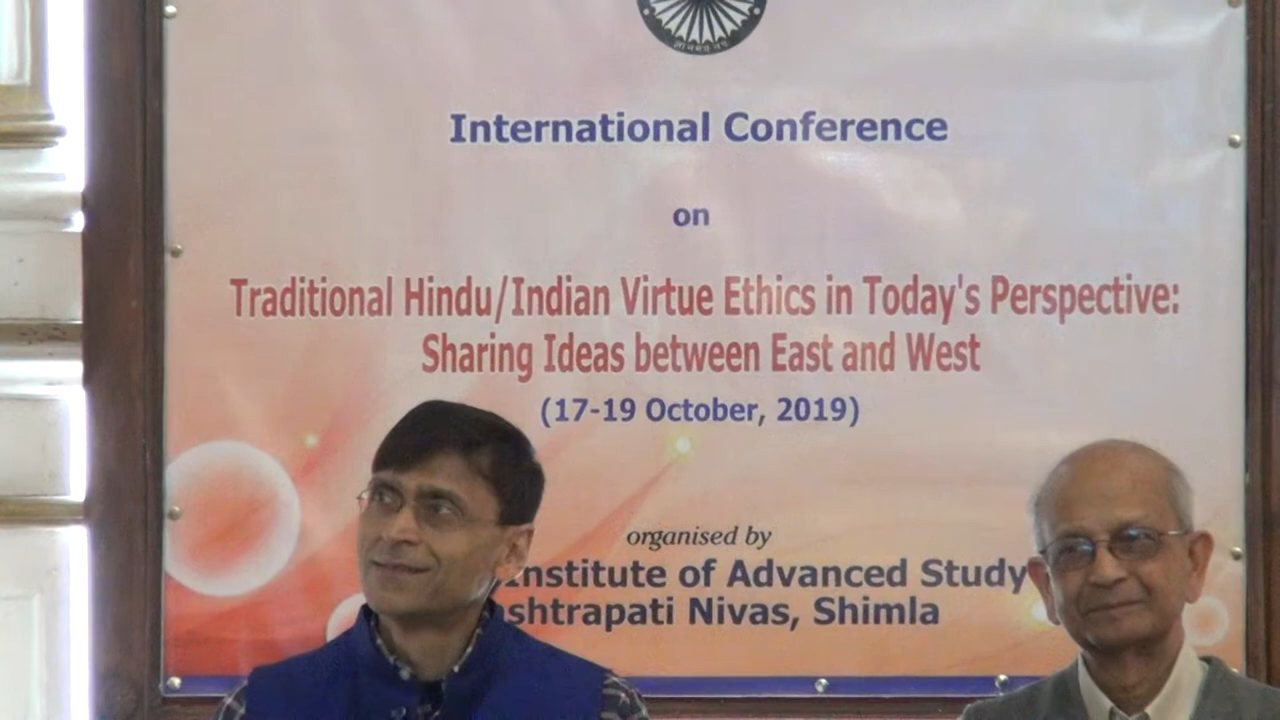 International Conference
on
Traditional Hindu/Indian Virtue Ethics in Today's Perspective:
Sharing Ideas between East and West
(17-19 October, 2019)
organised by
Institute of Advanced Study
shtrapati Nivas, Shimla